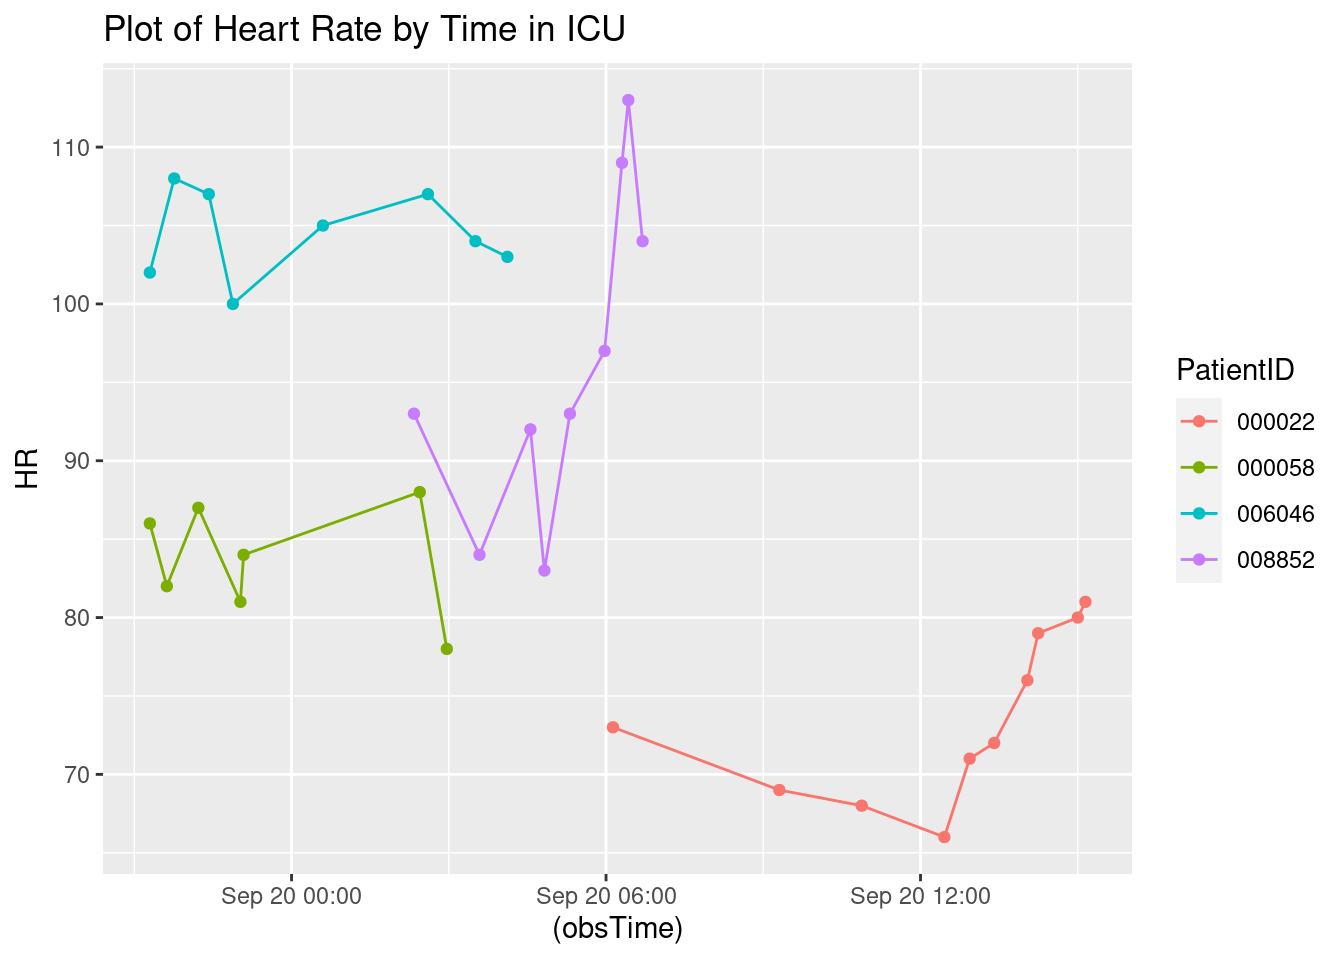 Plot of Heart Rate by Time in ICU
110
100
90
80
70
HR
Sep 20 00:00
Sep 20 06:00
Sep 20 12:00
(obsTime)
PatientID
000022
000058
006046
008852